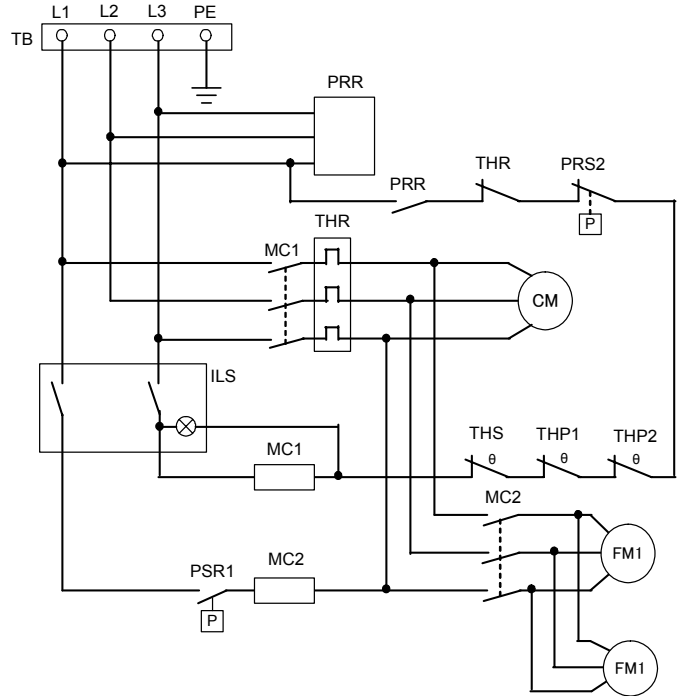 L1 L2 L3 PE
TB
PRR
PRR THR PRS2
P
THR
MC1
CM
ILS
MC1
THS THP1 THP2
θ θ θ
MC2
FM1
PSR1 MC2
P
FM1